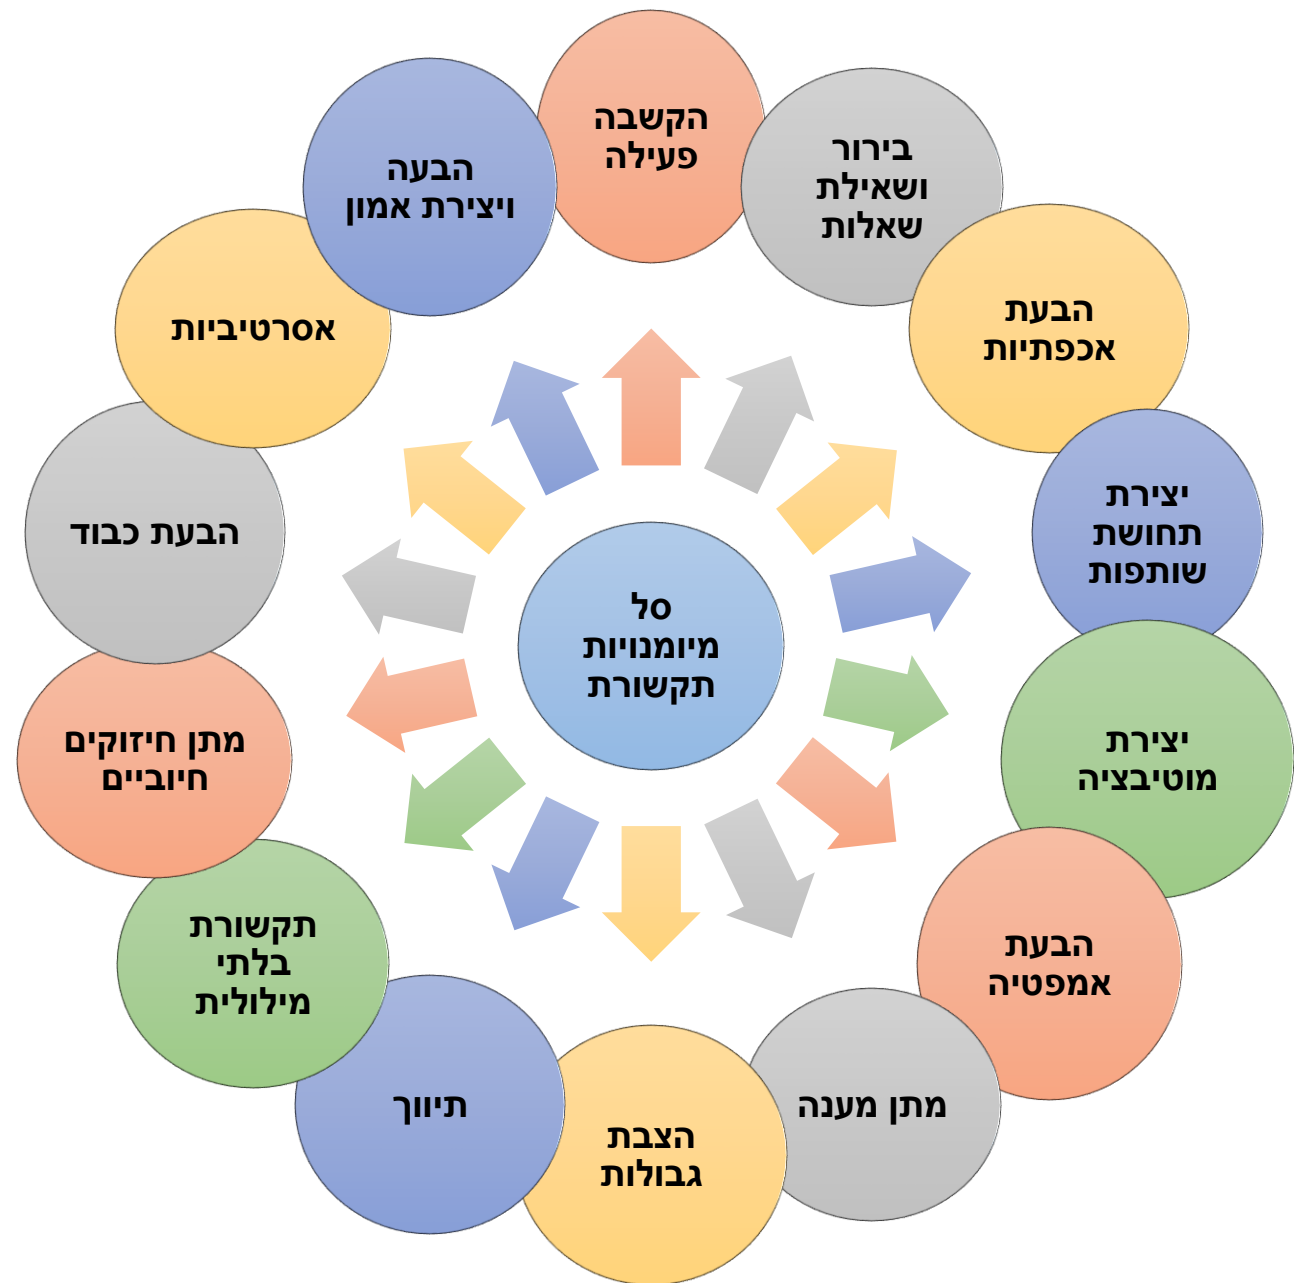 סל
מיומנויות
תקשורת
הקשבה
פעילה
בירור
ושאילת
שאלות
הבעת
אכפתיות
יצירת
תחושת
שותפות
יצירת
מוטיבציה
הבעת
אמפטיה
מתן מענה
הצבת
גבולות
תיווך
תקשורת
בלתי
מילולית
מתן חיזוקים
חיוביים
הבעת כבוד
אסרטיביות
הבעה
ויצירת אמון